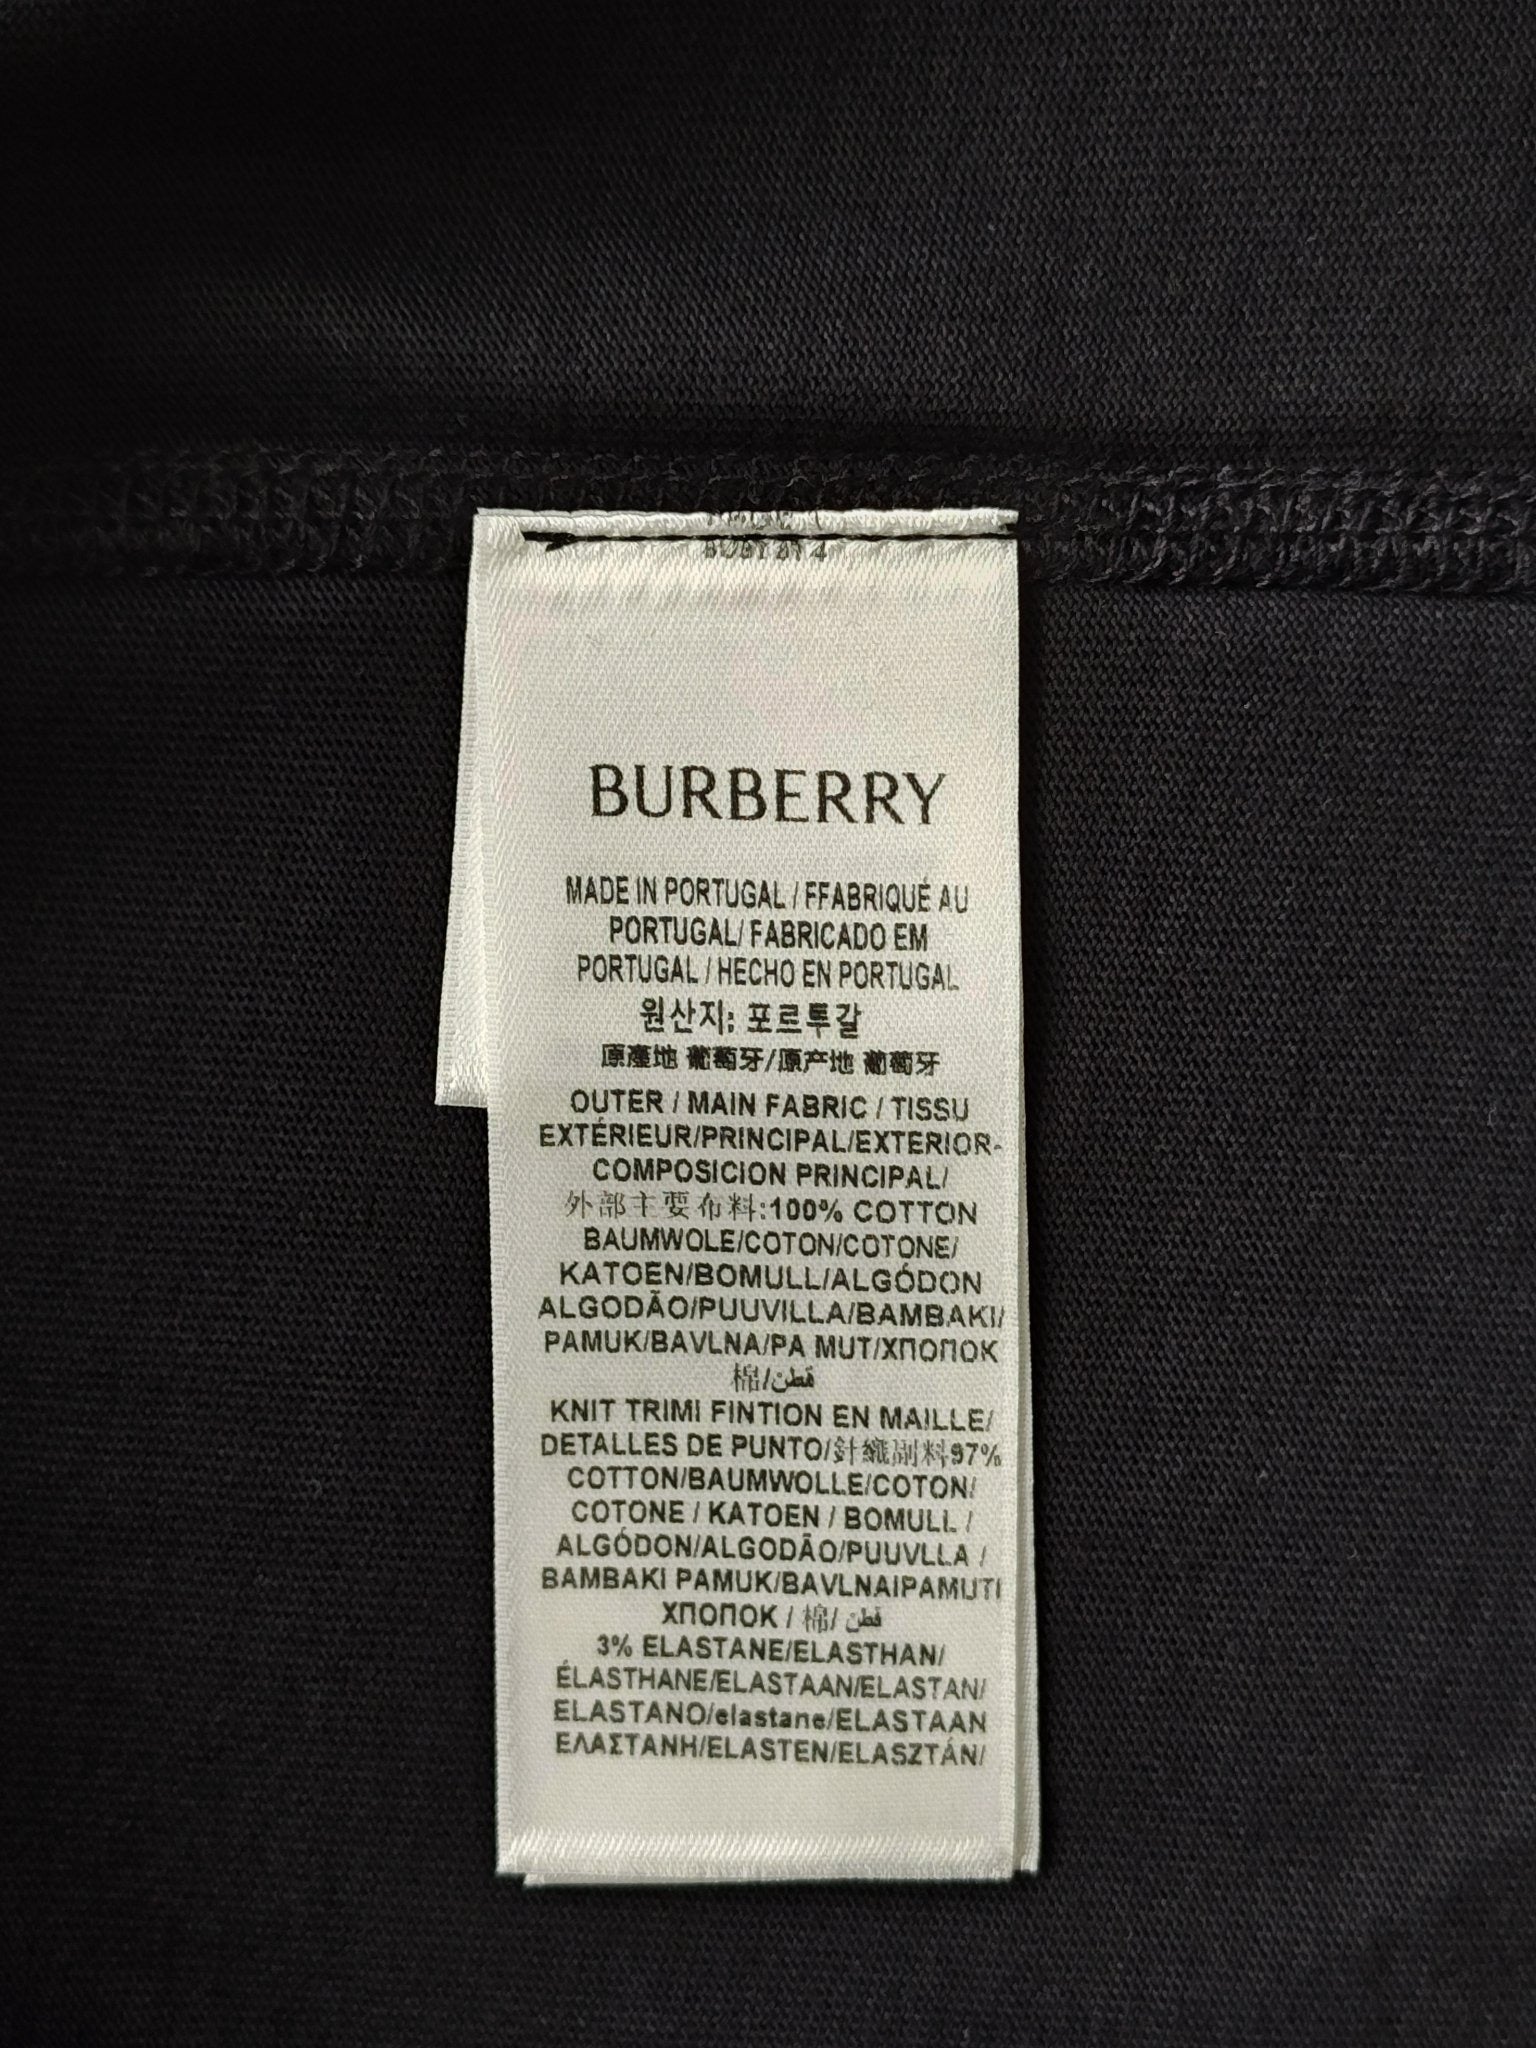 BURBERRY
MADE IN PORTUGAL / FFABRIQUÉ AU
PORTUGAL/ FABRICADO EM
PORTUGAL / HECHO EN PORTUGAL
원산지: 포르투갈
原產地 葡萄牙/原产地 葡萄牙
OUTER / MAIN FABRIC / TISSU
EXTÉRIEUR/PRINCIPAL/EXTERIOR-
COMPOSICION PRINCIPAL/
外部主要布料:100% COTTON
BAUMWOLE/COTON/COTONE/
KATOEN/BOMULL/ALGÓDON
ALGODÃO/PUUVILLA/BAMBAKI/
PAMUK/BAVLNA/PA MUT/ХПОПОК
棉/قطن
KNIT TRIMI FINTION EN MAILLE/
DETALLES DE PUNTO/針織副料97%
COTTON/BAUMWOLLE/COTON/
COTONE / KATOEN / BOMULL /
ALGÓDON/ALGODÃO/PUUVLLA /
BAMBAKI PAMUK/BAVLNAIPAMUTI
ХПОПОК / 棉/ قطن
3% ELASTANE/ELASTHAN/
ÉLASTHANE/ELASTAAN/ELASTAN/
ELASTANO/elastane/ELASTAAN
ΕΛΑΣΤΑΝΗ/ELASTEN/ELASZTÁN/